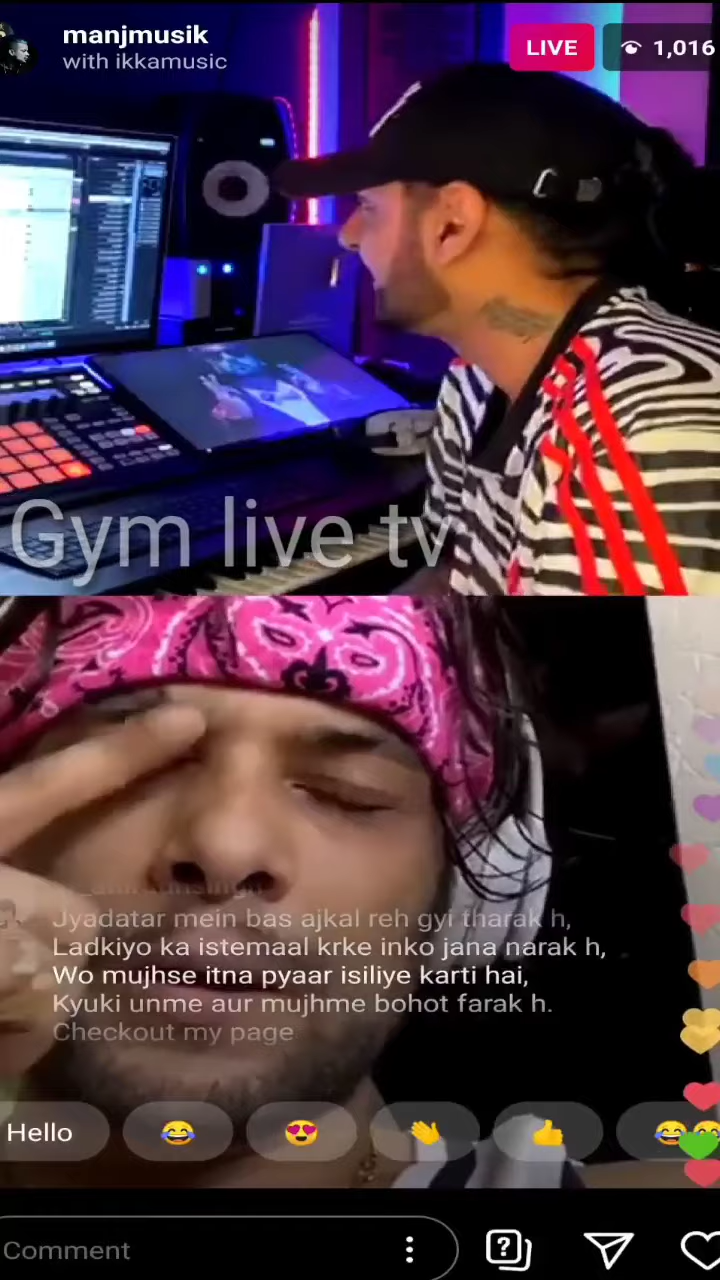 manjmusik
LIVE
1,016
with ikkamusic
Gym live tv
Jyadatar mein bas ajkal reh gyi tharak h,
Ladkiyo ka istemaal krke inko jana narak h,
Wo mujhse itna pyaar isiliye karti hai,
Kyuki unme aur mujhme bohot farak h.
Checkout my page
Hello
Comment